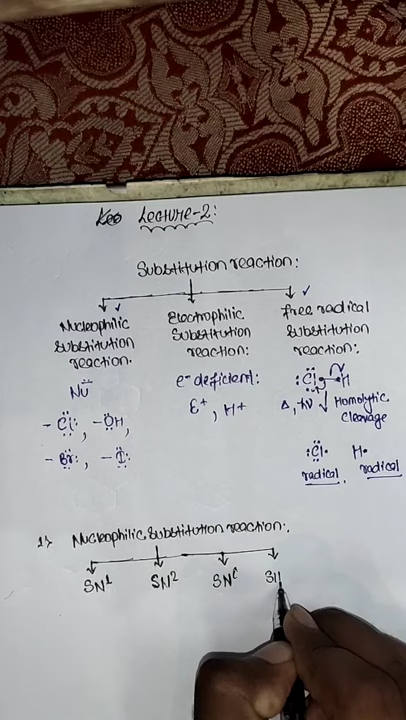 Lecture-2:
Substitution reaction:
Nucleophilic Substitution reaction.
Electrophilic Substitution reaction:
free radical Substitution reaction:
Nu
e⁻ deficient:
:Cl–H
E⁺, H⁺
Δ, hν ↓ Homolytic Cleavage
-Cl:, -OH,
-Br:, -I:
:Cl· H·
radical, radical
1) Nucleophilic Substitution reaction:.
SN¹ SN² SNⁱ